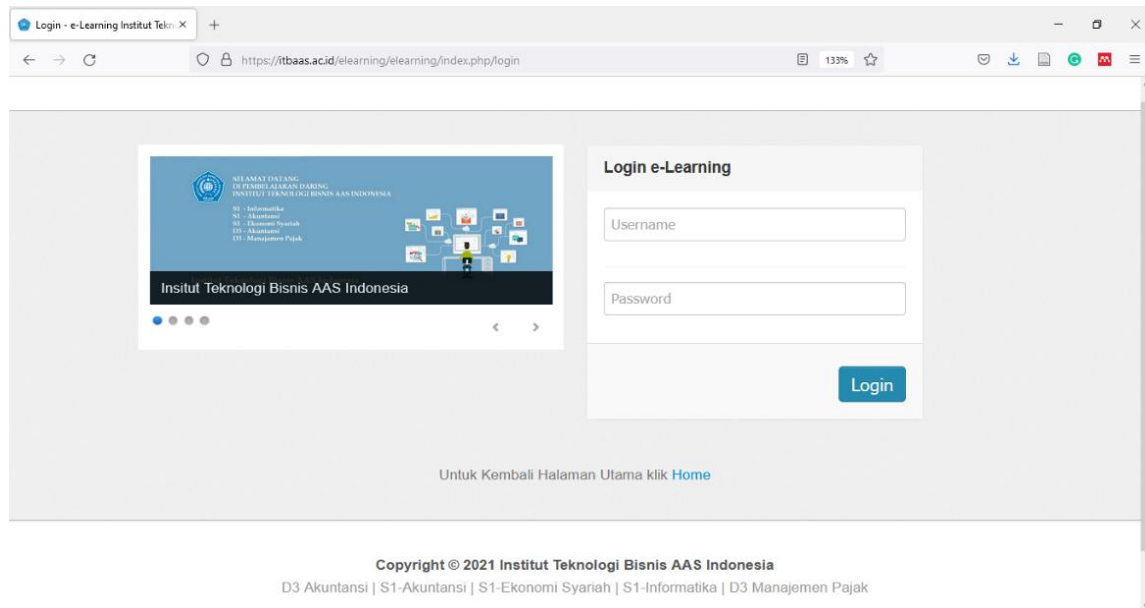 Login - e-Learning Institut Tekn
https://itbaas.ac.id/elearning/elearning/index.php/login
133%
SELAMAT DATANG
DI PEMBELAJARAN DARING
INSTITUT TEKNOLOGI BISNIS AAS INDONESIA
S1 - Informatika
S1 - Akuntansi
S1 - Ekonomi Syariah
D3 - Akuntansi
D3 - Manajemen Pajak
Insitut Teknologi Bisnis AAS Indonesia
Login e-Learning
Username
Password
Login
Untuk Kembali Halaman Utama klik Home
Copyright © 2021 Institut Teknologi Bisnis AAS Indonesia
D3 Akuntansi | S1-Akuntansi | S1-Ekonomi Syariah | S1-Informatika | D3 Manajemen Pajak